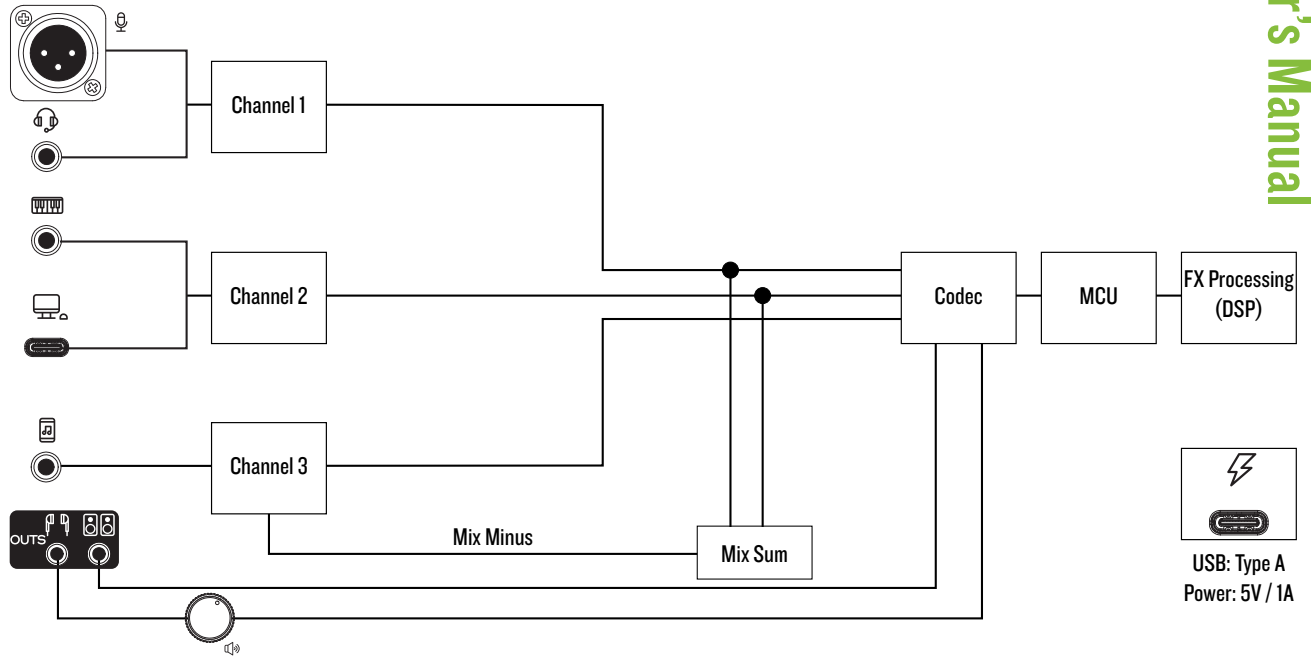 r's Manual
Channel 1
Channel 2
Codec
MCU
FX Processing
(DSP)
Channel 3
OUTS
Mix Minus
Mix Sum
USB: Type A
Power: 5V / 1A